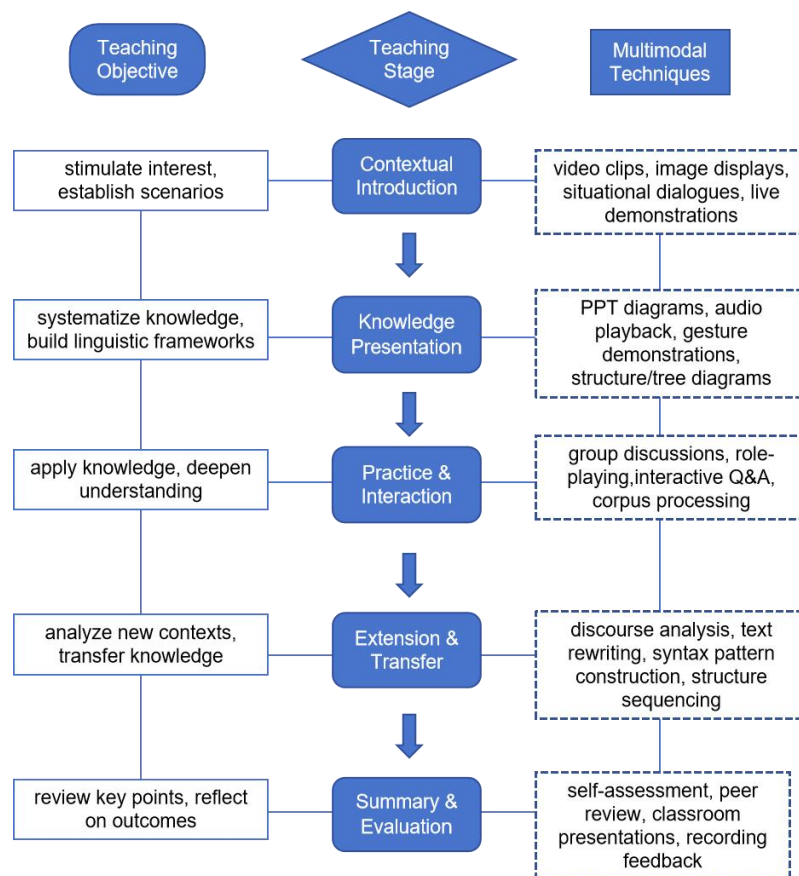 Teaching
Objective
Teaching
Stage
Multimodal
Techniques
stimulate interest,
establish scenarios
Contextual
Introduction
video clips, image displays,
situational dialogues, live
demonstrations
systematize knowledge,
build linguistic frameworks
Knowledge
Presentation
PPT diagrams, audio
playback, gesture
demonstrations,
structure/tree diagrams
apply knowledge, deepen
understanding
Practice &
Interaction
group discussions, role-
playing,interactive Q&A,
corpus processing
analyze new contexts,
transfer knowledge
Extension &
Transfer
discourse analysis, text
rewriting, syntax pattern
construction, structure
sequencing
review key points, reflect
on outcomes
Summary &
Evaluation
self-assessment, peer
review, classroom
presentations, recording
feedback